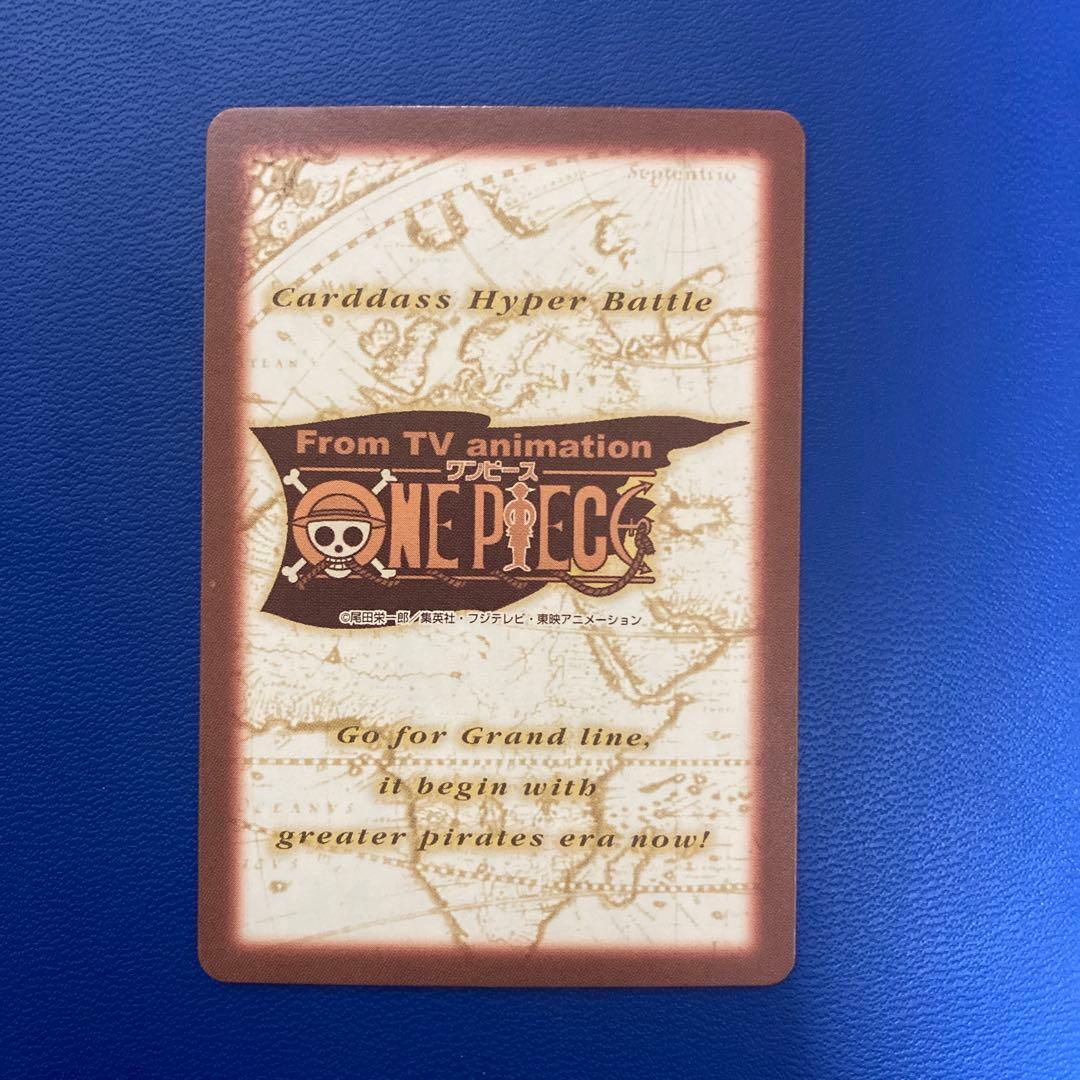 Septentrio
Carddass Hyper Battle
From TV animation
ワンピース
ONE PIECE
©尾田栄一郎／集英社・フジテレビ・東映アニメーション
Go for Grand line,
it begin with
greater pirates era now!